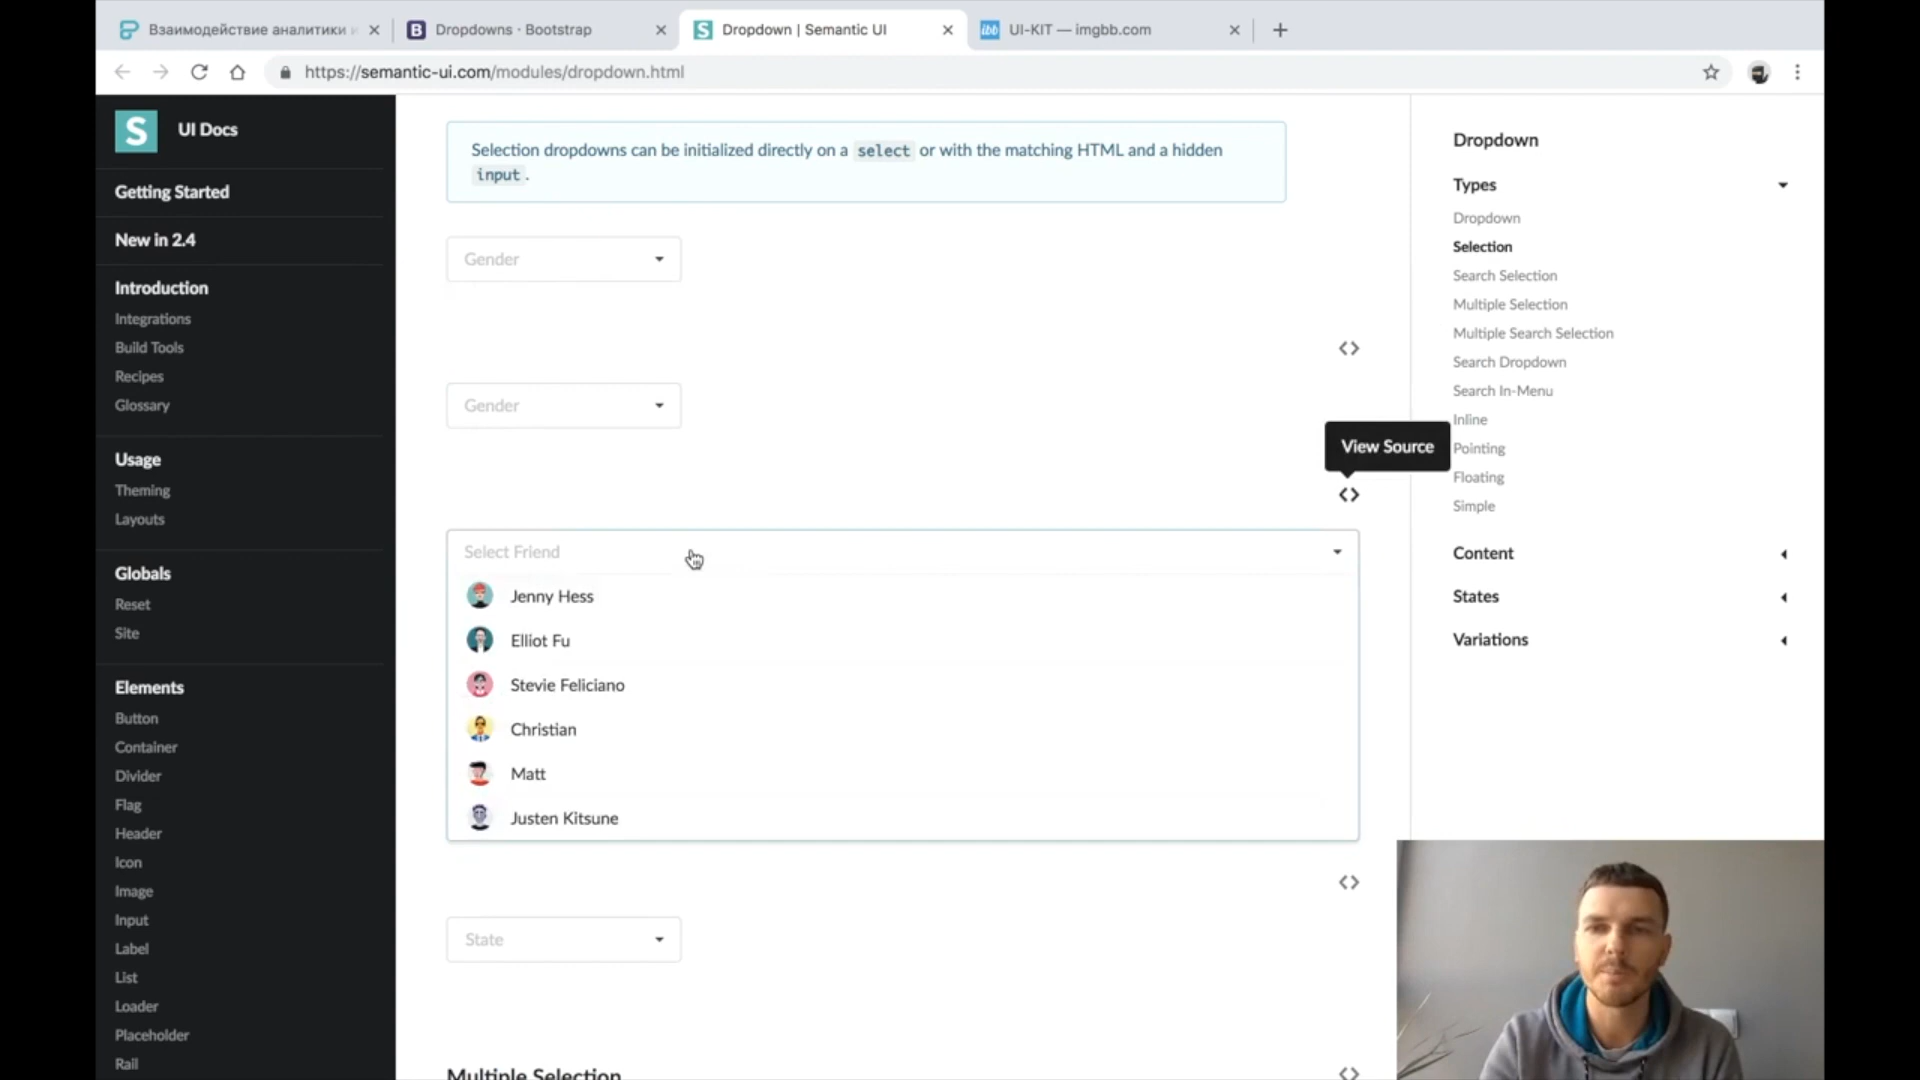 Взаимодействие аналитики и
Dropdowns · Bootstrap
Dropdown | Semantic UI
UI-KIT — imgbb.com
https://semantic-ui.com/modules/dropdown.html
UI Docs
Getting Started
New in 2.4
Introduction
Integrations
Build Tools
Recipes
Glossary
Usage
Theming
Layouts
Globals
Reset
Site
Elements
Button
Container
Divider
Flag
Header
Icon
Image
Input
Label
List
Loader
Placeholder
Rail
Selection dropdowns can be initialized directly on a select or with the matching HTML and a hidden
input.
Gender
Gender
View Source
Select Friend
Jenny Hess
Elliot Fu
Stevie Feliciano
Christian
Matt
Justen Kitsune
State
Multiple Selection
Dropdown
Types
Dropdown
Selection
Search Selection
Multiple Selection
Multiple Search Selection
Search Dropdown
Search In-Menu
Inline
Pointing
Floating
Simple
Content
States
Variations